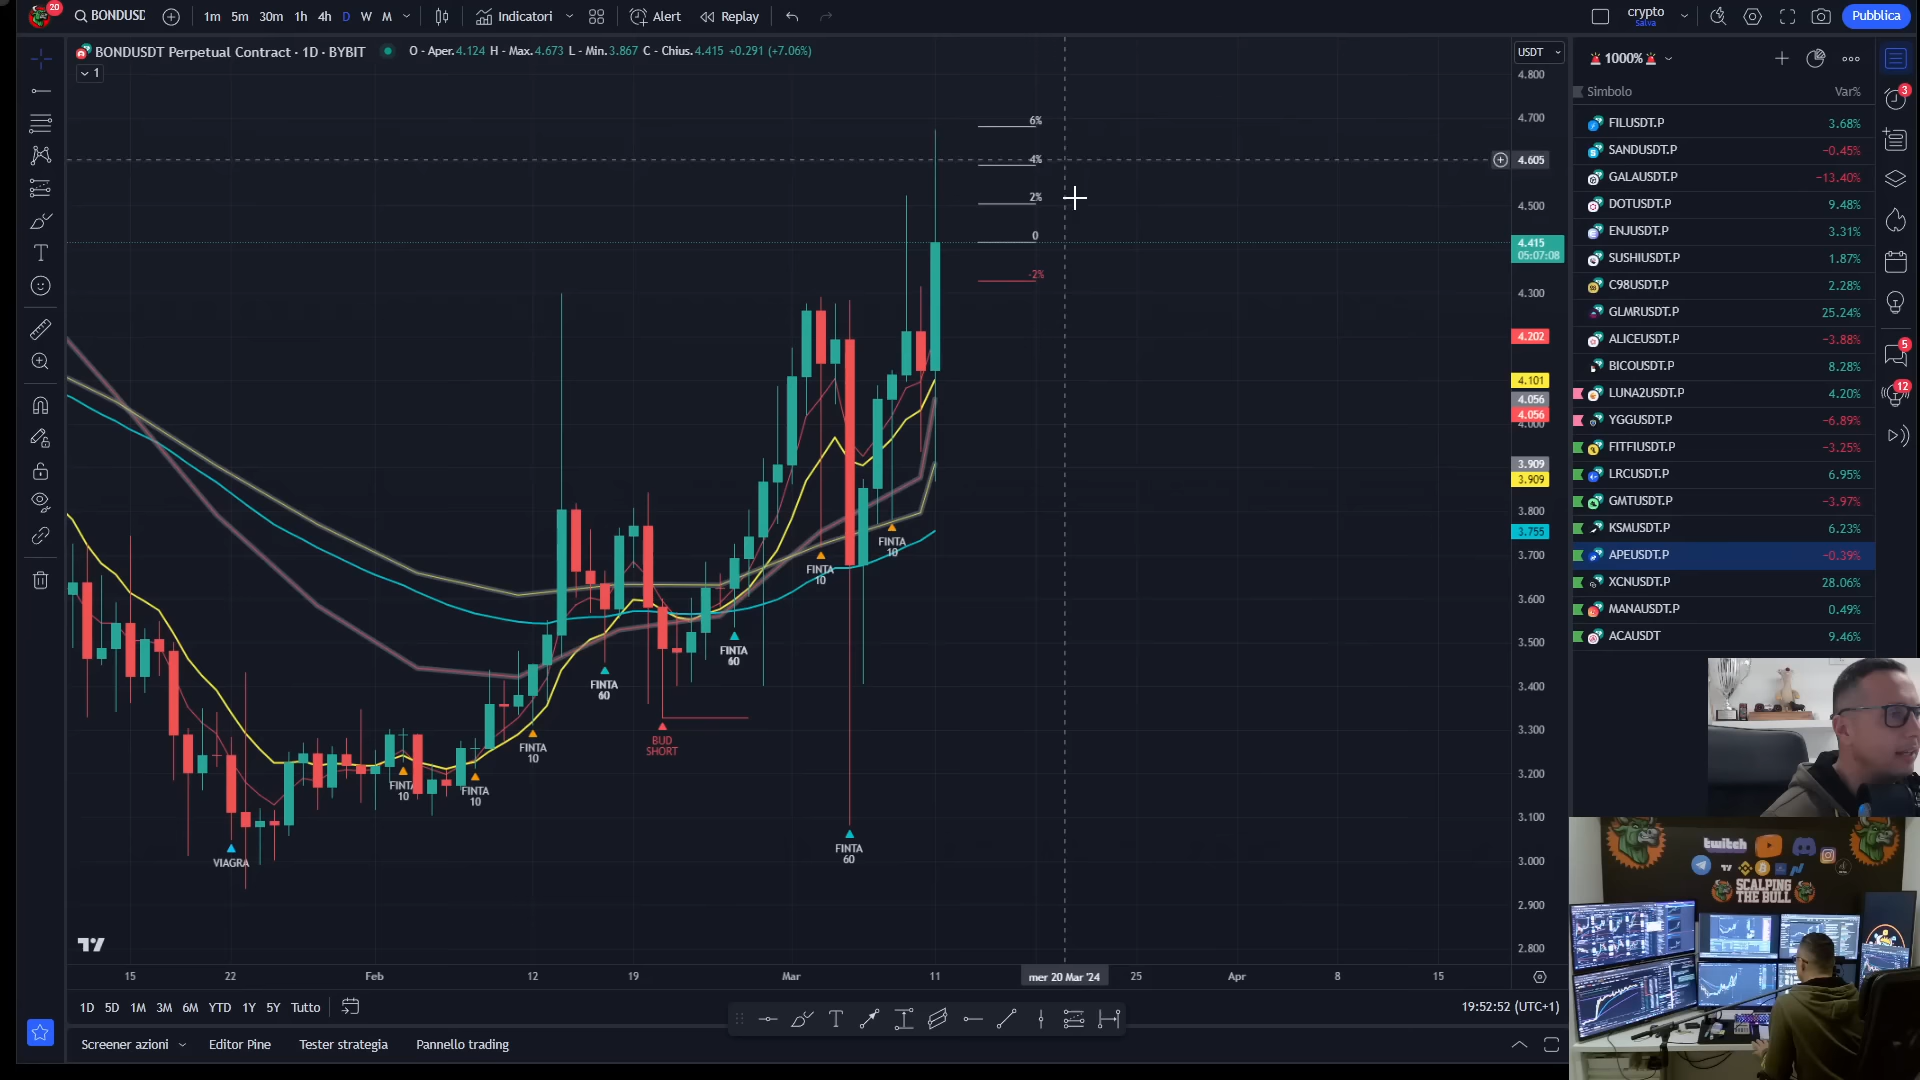 20
BONDUSD
1m 5m 30m 1h 4h D W M
Indicatori
Alert
Replay
crypto
Salva
Pubblica
BONDUSDT Perpetual Contract · 1D · BYBIT
O - Aper.4.124 H - Max.4.673 L - Min.3.867 C - Chius.4.415 +0.291 (+7.06%)
1
USDT
4.800
4.700
4.605
4.500
4.415
05:07:08
4.300
4.202
4.101
4.056
4.056
4.000
3.909
3.909
3.800
3.755
3.700
3.600
3.500
3.400
3.300
3.200
3.100
3.000
2.900
2.800
6%
4%
2%
0
-2%
VIAGRA
FINTA
10
FINTA
10
FINTA
10
FINTA
60
BUD
SHORT
FINTA
60
FINTA
10
FINTA
60
FINTA
10
15 22 Feb 12 19 Mar 11 mer 20 Mar '24 25 Apr 8 15
1D 5D 1M 3M 6M YTD 1Y 5Y Tutto
19:52:52 (UTC+1)
Screener azioni Editor Pine Tester strategia Pannello trading
1000%
Simbolo Var%
FILUSDT.P 3.68%
SANDUSDT.P −0.45%
GALAUSDT.P −13.40%
DOTUSDT.P 9.48%
ENJUSDT.P 3.31%
SUSHIUSDT.P 1.87%
C98USDT.P 2.28%
GLMRUSDT.P 25.24%
ALICEUSDT.P −3.88%
BICOUSDT.P 8.28%
LUNA2USDT.P 4.20%
YGGUSDT.P −6.89%
FITFIUSDT.P −3.25%
LRCUSDT.P 6.95%
GMTUSDT.P −3.97%
KSMUSDT.P 6.23%
APEUSDT.P −0.39%
XCNUSDT.P 28.06%
MANAUSDT.P 0.49%
ACAUSDT 9.46%
3
5
12
twitch
SCALPING
THE BULL